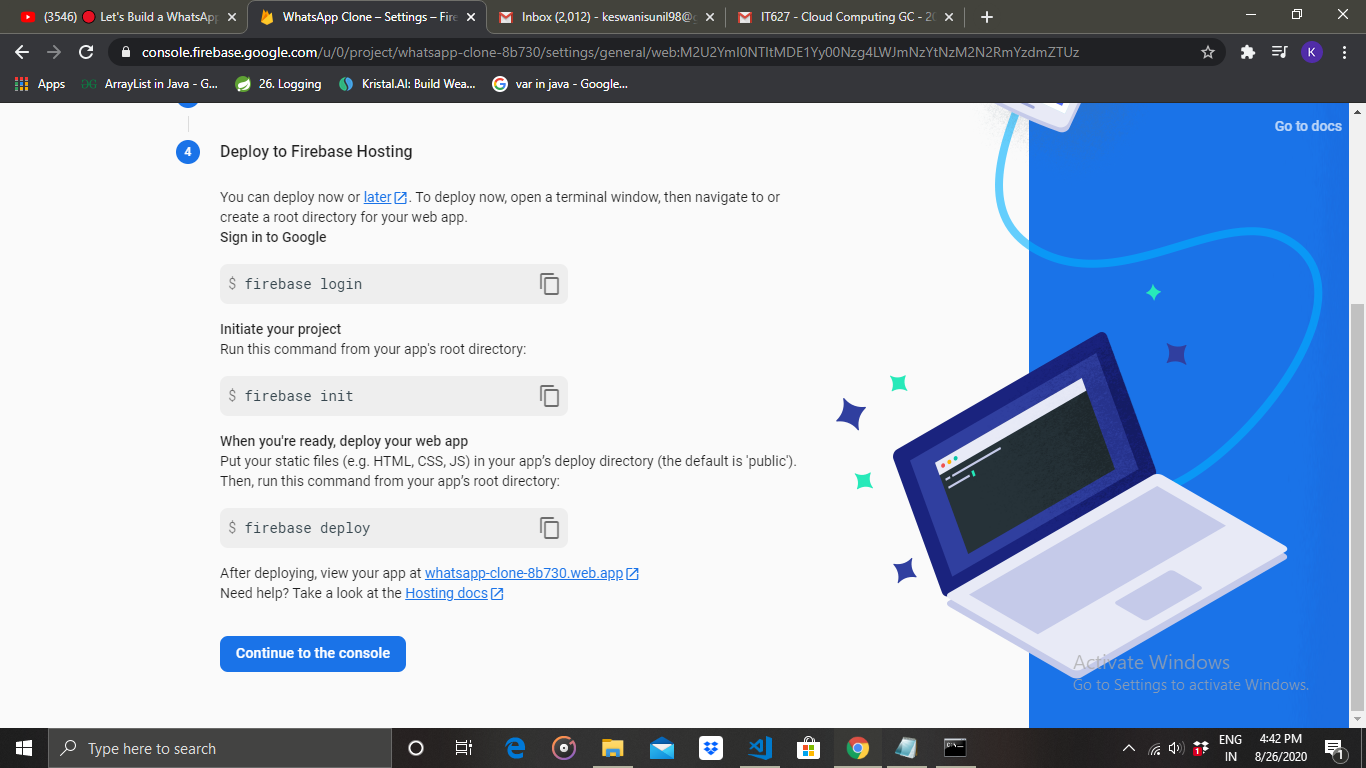 (3546) 🔴 Let's Build a WhatsApp
WhatsApp Clone – Settings – Fire
Inbox (2,012) - keswanisunil98@g
IT627 - Cloud Computing GC - 20
console.firebase.google.com/u/0/project/whatsapp-clone-8b730/settings/general/web:M2U2YmI0NTItMDE1Yy00Nzg4LWJmNzYtNzM2N2RmYzdmZTUz
K
Apps
ArrayList in Java - G...
26. Logging
Kristal.AI: Build Wea...
var in java - Google...
Go to docs
4
Deploy to Firebase Hosting
You can deploy now or later. To deploy now, open a terminal window, then navigate to or
create a root directory for your web app.
Sign in to Google
$ firebase login
Initiate your project
Run this command from your app's root directory:
$ firebase init
When you're ready, deploy your web app
Put your static files (e.g. HTML, CSS, JS) in your app's deploy directory (the default is 'public').
Then, run this command from your app's root directory:
$ firebase deploy
After deploying, view your app at whatsapp-clone-8b730.web.app
Need help? Take a look at the Hosting docs
Continue to the console
Activate Windows
Go to Settings to activate Windows.
Type here to search
1
ENG
IN
4:42 PM
8/26/2020
1